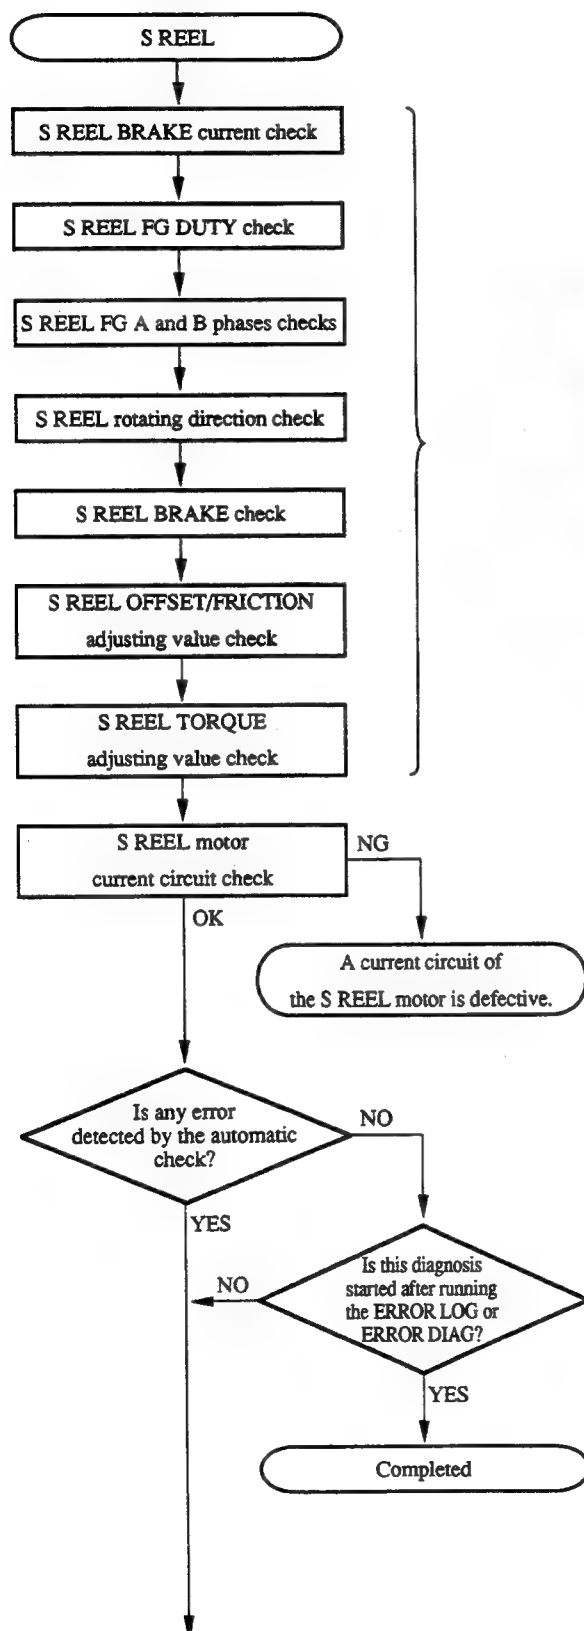 S REEL
S REEL BRAKE current check
S REEL FG DUTY check
S REEL FG A and B phases checks
S REEL rotating direction check
S REEL BRAKE check
S REEL OFFSET/FRICTION
adjusting value check
S REEL TORQUE
adjusting value check
S REEL motor
current circuit check
NG
OK
A current circuit of
the S REEL motor is defective.
Is any error
detected by the automatic
check?
NO
YES
Is this diagnosis
started after running
the ERROR LOG or
ERROR DIAG?
NO
YES
Completed